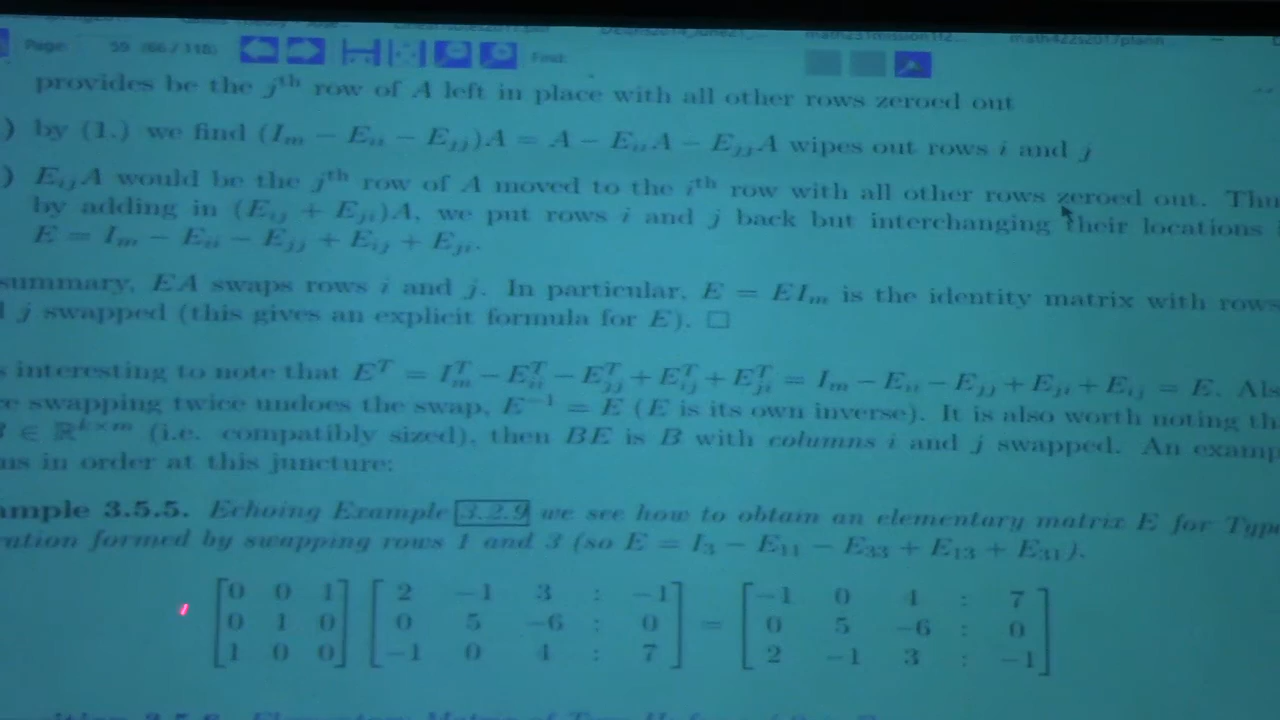 Page: 59 (66 / 118) Find:
provides be the j^th row of A left in place with all other rows zeroed out
) by (1.) we find (I_m − E_ii − E_jj)A = A − E_ii A − E_jj A wipes out rows i and j
) E_ij A would be the j^th row of A moved to the i^th row with all other rows zeroed out. Thu
by adding in (E_ij + E_ji)A, we put rows i and j back but interchanging their locations
E = I_m − E_ii − E_jj + E_ij + E_ji.
summary, EA swaps rows i and j. In particular, E = EI_m is the identity matrix with rows
j swapped (this gives an explicit formula for E). □
s interesting to note that E^T = I_m^T − E_ii^T − E_jj^T + E_ij^T + E_ji^T = I_m − E_ii − E_jj + E_ji + E_ij = E. Als
ce swapping twice undoes the swap, E^−1 = E (E is its own inverse). It is also worth noting th
B ∈ ℝ^k×m (i.e. compatibly sized), then BE is B with columns i and j swapped. An examp
ns in order at this juncture:
ample 3.5.5. Echoing Example 3.2.9 we see how to obtain an elementary matrix E for Type
ration formed by swapping rows 1 and 3 (so E = I_3 − E_11 − E_33 + E_13 + E_31).
[0 0 1] [2 −1 3 : −1] [−1 0 4 : 7]
[0 1 0] [0 5 −6 : 0] = [0 5 −6 : 0]
[1 0 0] [−1 0 4 : 7] [2 −1 3 : −1]